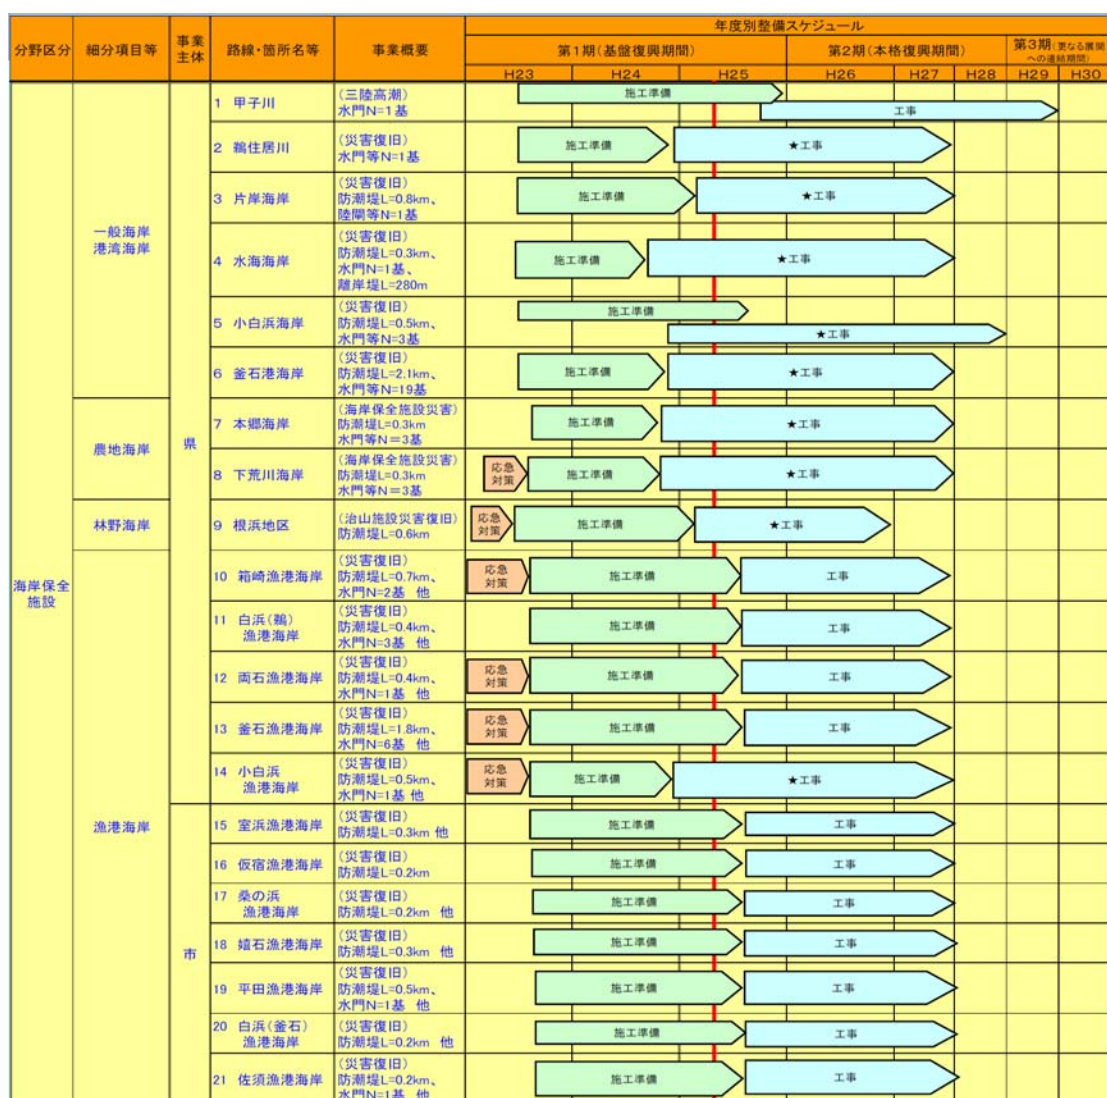 分野区分
細分項目等
事業
主体
路線・箇所名等
事業概要
年度別整備スケジュール
第1期(基盤復興期間)
第2期(本格復興期間)
第3期(更なる展開
への連結期間)
H23
H24
H25
H26
H27
H28
H29
H30
海岸保全
施設
一般海岸
港湾海岸
県
1 甲子川
(三陸高潮)
水門N=1基
施工準備
工事
2 鵜住居川
(災害復旧)
水門等N=1基
施工準備
★工事
3 片岸海岸
(災害復旧)
防潮堤L=0.8km、
陸閘等N=1基
施工準備
★工事
4 水海海岸
(災害復旧)
防潮堤L=0.3km、
水門N=1基、
離岸堤L=280m
施工準備
★工事
5 小白浜海岸
(災害復旧)
防潮堤L=0.5km、
水門等N=3基
施工準備
★工事
6 釜石港海岸
(災害復旧)
防潮堤L=2.1km、
水門等N=19基
施工準備
★工事
農地海岸
7 本郷海岸
(海岸保全施設災害)
防潮堤L=0.3km
水門等N=3基
施工準備
★工事
8 下荒川海岸
(海岸保全施設災害)
防潮堤L=0.3km
水門等N=3基
応急
対策
施工準備
★工事
林野海岸
9 根浜地区
(治山施設災害復旧)
防潮堤L=0.6km
応急
対策
施工準備
★工事
漁港海岸
10 箱崎漁港海岸
(災害復旧)
防潮堤L=0.7km、
水門N=2基 他
応急
対策
施工準備
工事
11 白浜(鵜)
漁港海岸
(災害復旧)
防潮堤L=0.4km、
水門N=3基 他
施工準備
工事
12 両石漁港海岸
(災害復旧)
防潮堤L=0.4km、
水門N=1基 他
応急
対策
施工準備
工事
13 釜石漁港海岸
(災害復旧)
防潮堤L=1.8km、
水門N=6基 他
応急
対策
施工準備
工事
14 小白浜
漁港海岸
(災害復旧)
防潮堤L=0.5km、
水門N=1基 他
応急
対策
施工準備
★工事
市
15 室浜漁港海岸
(災害復旧)
防潮堤L=0.3km 他
施工準備
工事
16 仮宿漁港海岸
(災害復旧)
防潮堤L=0.2km
施工準備
工事
17 桑の浜
漁港海岸
(災害復旧)
防潮堤L=0.2km 他
施工準備
工事
18 嬉石漁港海岸
(災害復旧)
防潮堤L=0.3km 他
施工準備
工事
19 平田漁港海岸
(災害復旧)
防潮堤L=0.5km、
水門N=1基 他
施工準備
工事
20 白浜(釜石)
漁港海岸
(災害復旧)
防潮堤L=0.2km 他
施工準備
工事
21 佐須漁港海岸
(災害復旧)
防潮堤L=0.2km、
水門N=1基 他
施工準備
工事